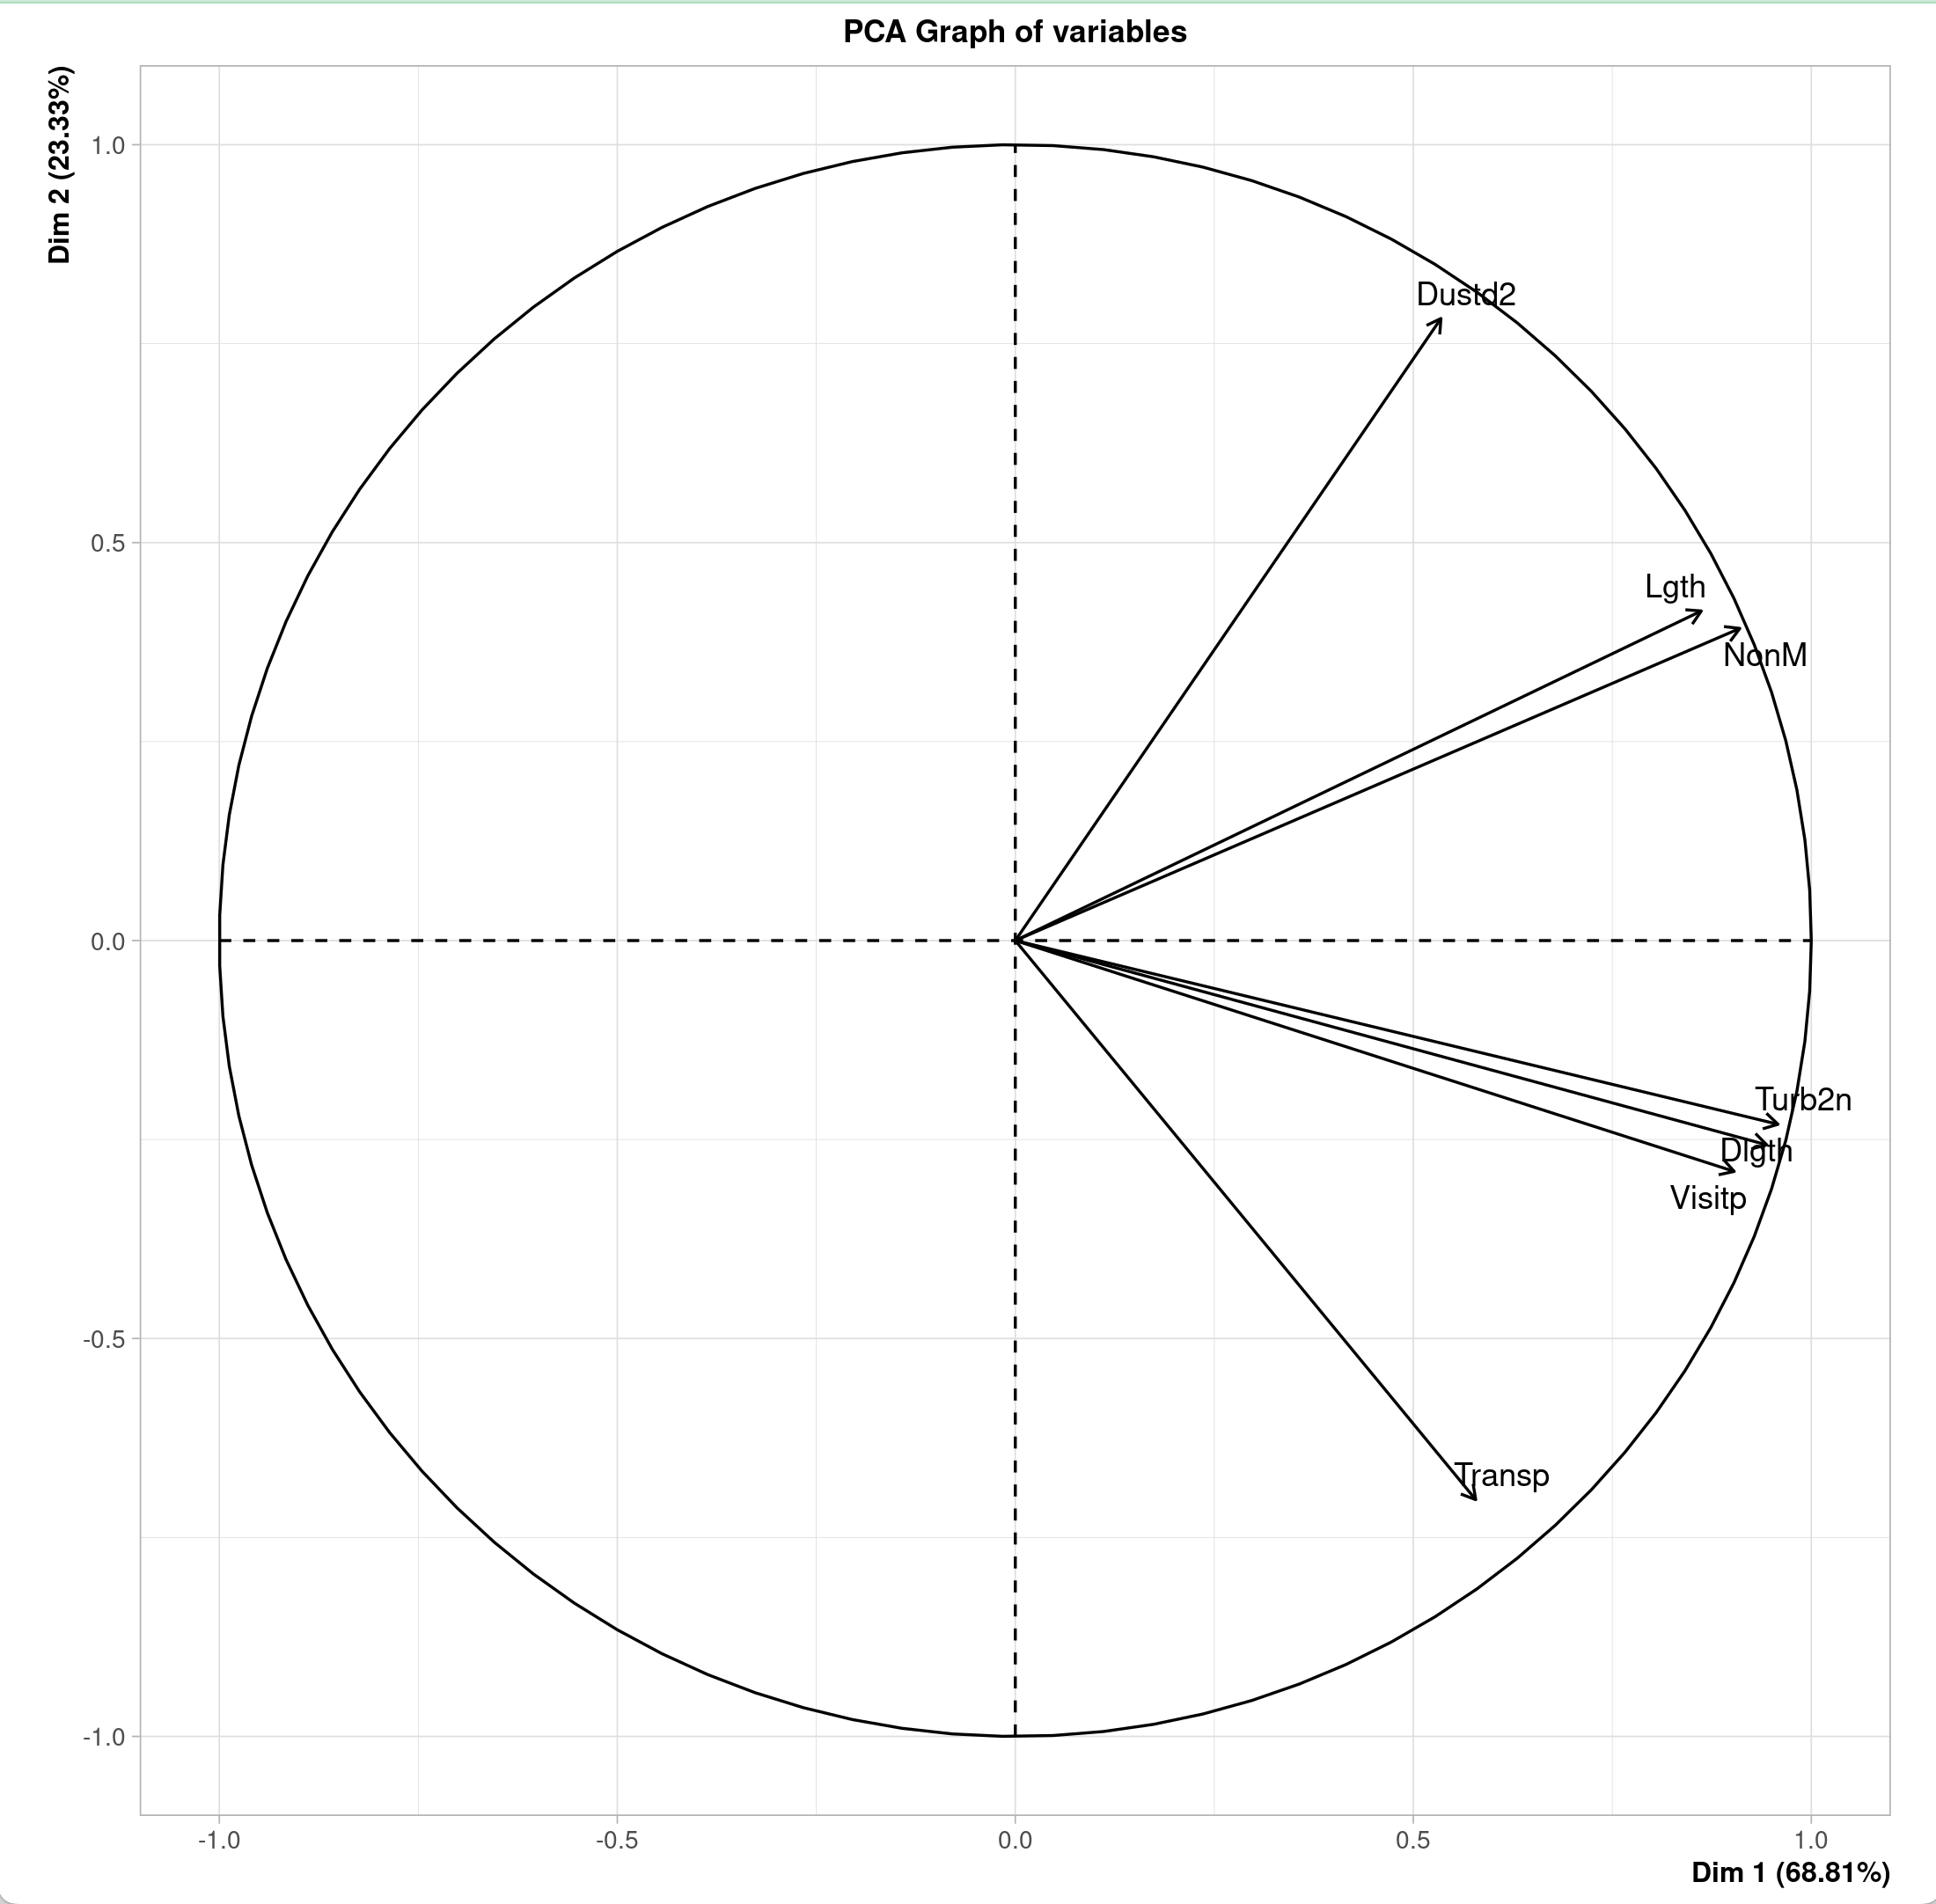 PCA Graph of variables
Dim 2 (23.33%)
1.0
0.5
0.0
-0.5
-1.0
Dustd2
Lgth
NonM
Turb2n
Dlgth
Visitp
Transp
-1.0
-0.5
0.0
0.5
1.0
Dim 1 (68.81%)